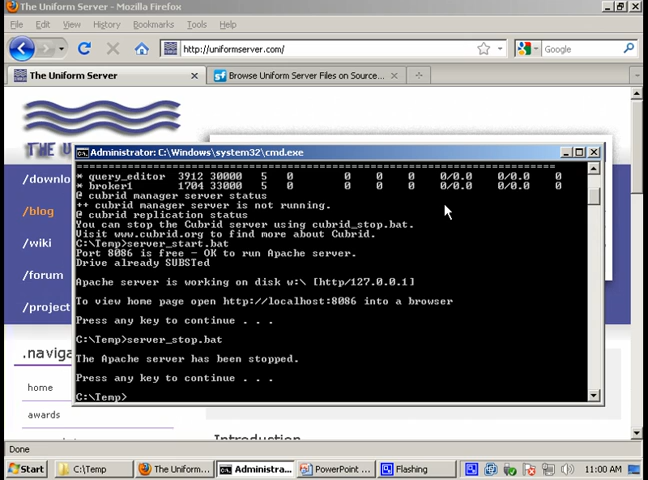 The Uniform Server - Mozilla Firefox
File Edit View History Bookmarks Tools Help
http://uniformserver.com/
Google
The Uniform Server
Browse Uniform Server Files on Source...
THE U
/downlo
/blog
/wiki
/forum
/project
.naviga
home
awards
Introduction
Administrator: C:\Windows\system32\cmd.exe
===========================================================================
* query_editor 3912 30000 5 0 0 0 0 0/0.0 0/0.0 0
* broker1 1704 33000 5 0 0 0 0 0/0.0 0/0.0 0
@ cubrid manager server status
++ cubrid manager server is not running.
@ cubrid replication status
You can stop the Cubrid server using cubrid_stop.bat.
Visit www.cubrid.org to find more about Cubrid.
C:\Temp>server_start.bat
Port 8086 is free - OK to run Apache server.
Drive already SUBSTed
Apache server is working on disk w:\ [http/127.0.0.1]
To view home page open http://localhost:8086 into a browser
Press any key to continue . . .
C:\Temp>server_stop.bat
The Apache server has been stopped.
Press any key to continue . . .
C:\Temp>
Done
Start C:\Temp The Uniform... Administra... PowerPoint ... Flashing 11:00 AM